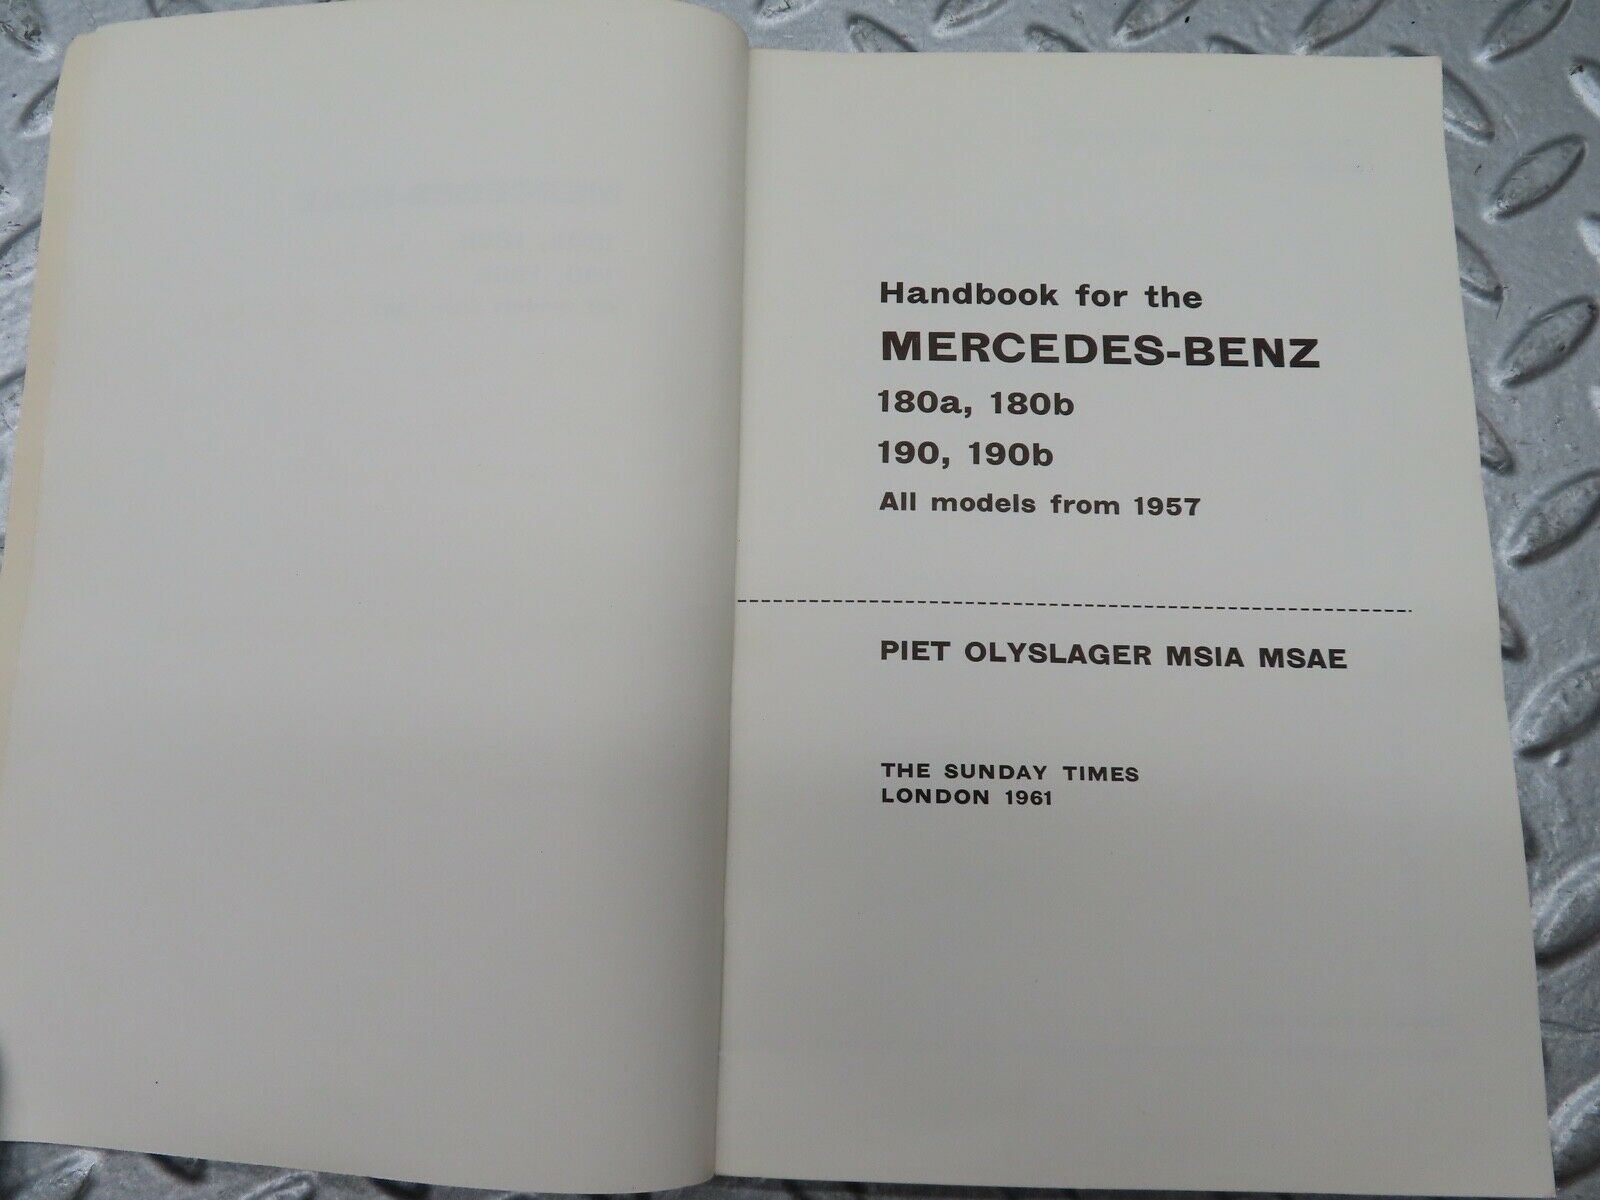 Handbook for the
MERCEDES-BENZ
180a, 180b
190, 190b
All models from 1957
PIET OLYSLAGER MSIA MSAE
THE SUNDAY TIMES
LONDON 1961